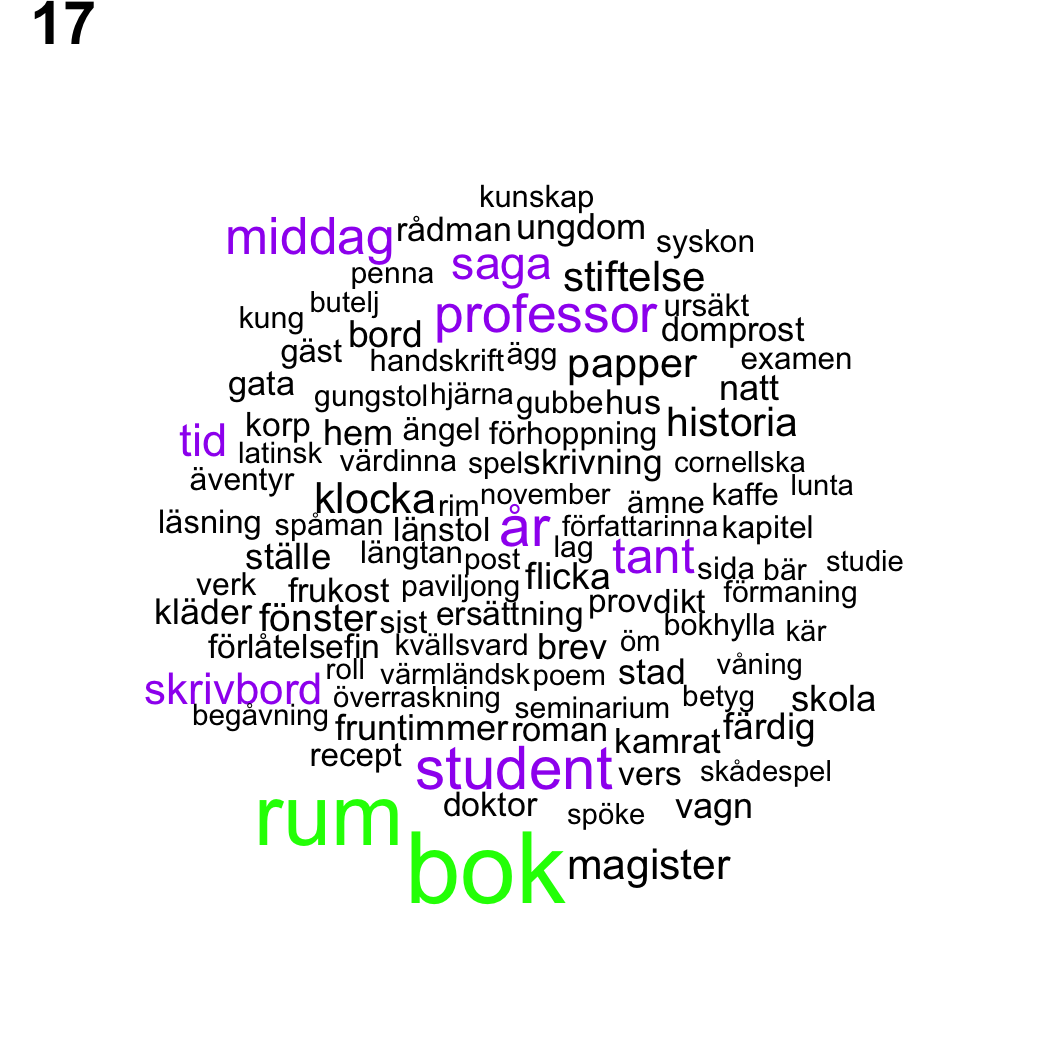 17
kunskap
middag rådman ungdom syskon
penna saga stiftelse
kung butelj professor ursäkt
bord domprost
gäst handskrift ägg papper examen
gata gungstol hjärna gubbe hus natt
tid korp hem ängel förhoppning historia
latinsk värdinna spel skrivning cornellska
äventyr klocka rim november ämne kaffe lunta
läsning spåman länstol år författarinna kapitel
ställe längtan post lag tant sida bär studie
verk frukost paviljong flicka provdikt förmaning
kläder fönster sist ersättning bokhylla kär
förlåtelse fin kvällsvard brev öm
roll värmländsk poem stad våning
skrivbord överraskning seminarium betyg skola
begåvning fruntimmer roman kamrat färdig
recept student vers skådespel
rum doktor spöke vagn
bok magister